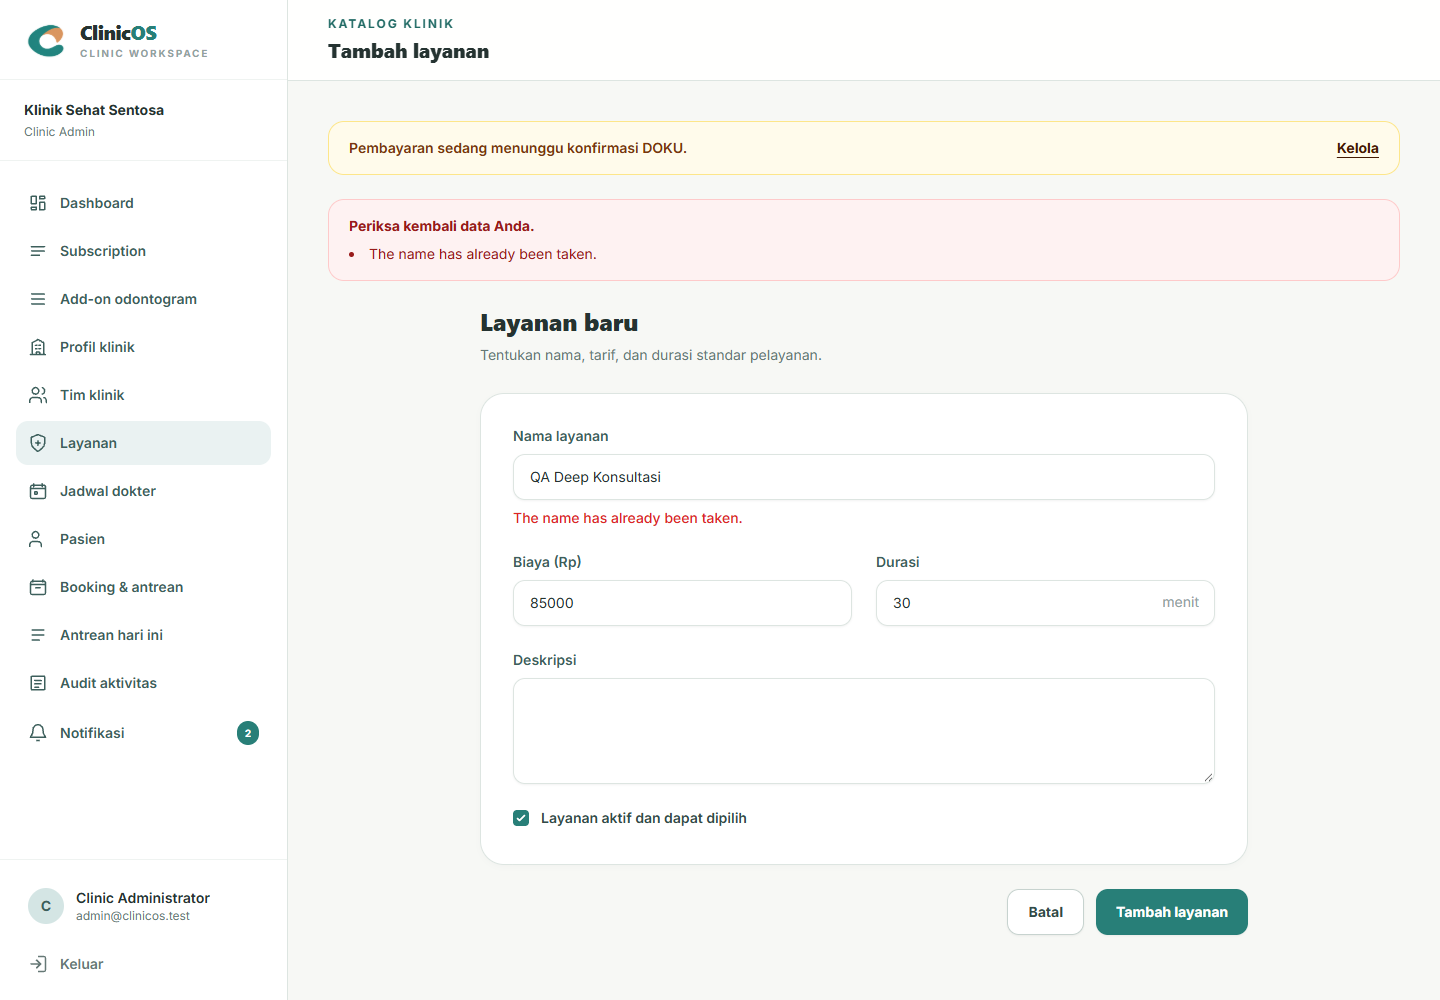 ClinicOS
CLINIC WORKSPACE
Klinik Sehat Sentosa
Clinic Admin
Dashboard
Subscription
Add-on odontogram
Profil klinik
Tim klinik
Layanan
Jadwal dokter
Pasien
Booking & antrean
Antrean hari ini
Audit aktivitas
Notifikasi 2
C
Clinic Administrator
admin@clinicos.test
Keluar
KATALOG KLINIK
Tambah layanan
Pembayaran sedang menunggu konfirmasi DOKU. Kelola
Periksa kembali data Anda.
• The name has already been taken.
Layanan baru
Tentukan nama, tarif, dan durasi standar pelayanan.
Nama layanan
QA Deep Konsultasi
The name has already been taken.
Biaya (Rp) Durasi
85000 30 menit
Deskripsi
Layanan aktif dan dapat dipilih
Batal Tambah layanan